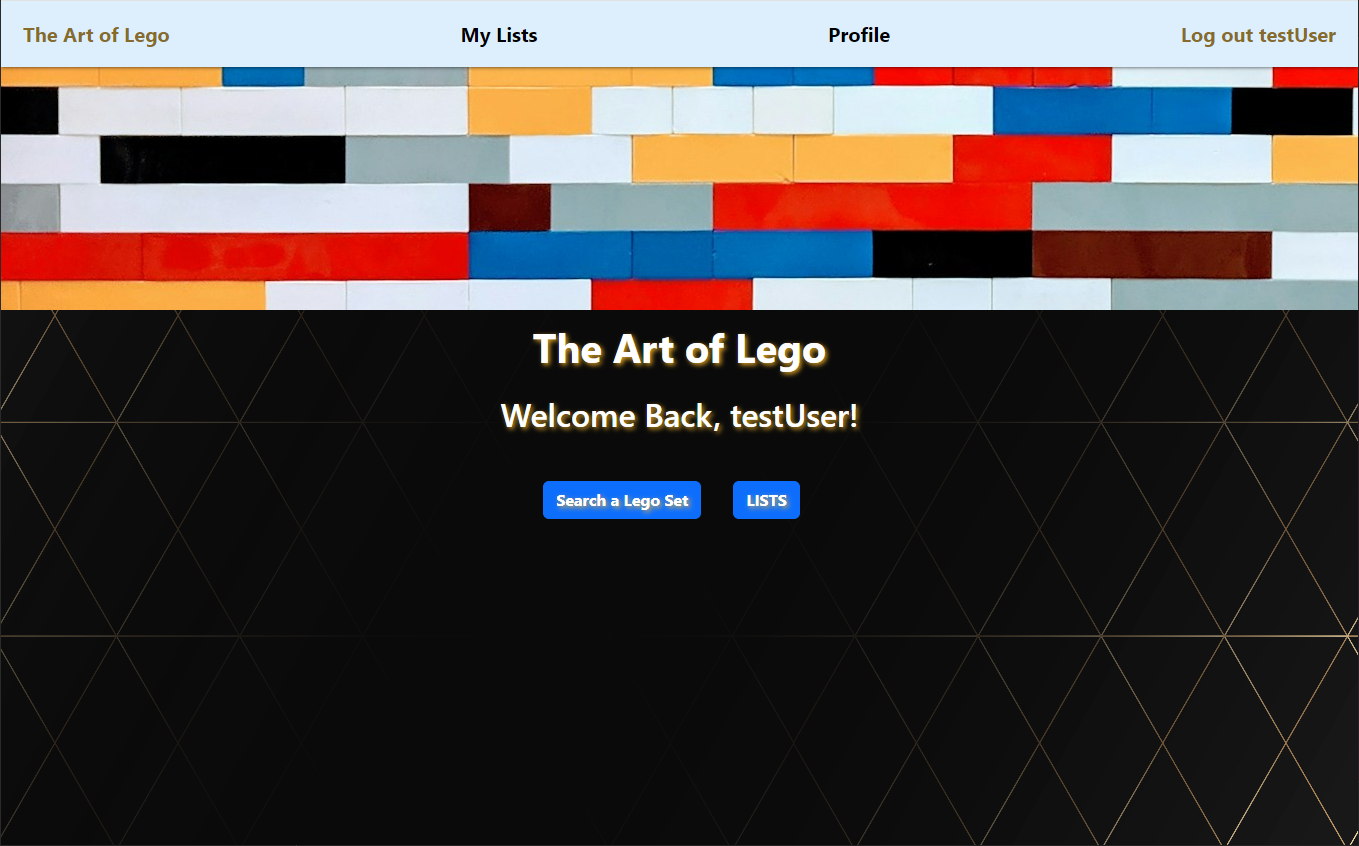 The Art of Lego
My Lists
Profile
Log out testUser
The Art of Lego
Welcome Back, testUser!
Search a Lego Set
LISTS